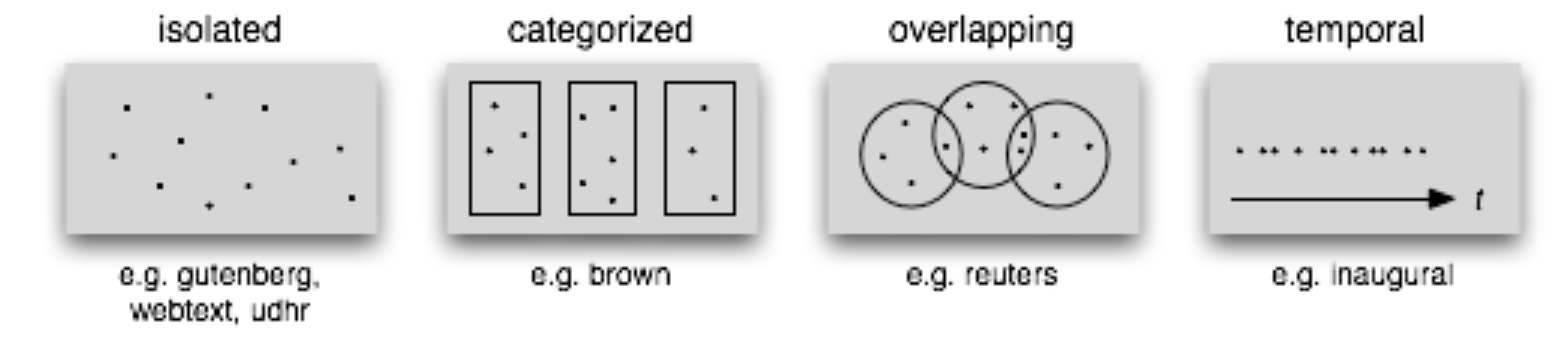 isolated
categorized
overlapping
temporal
t
e.g. gutenberg,
webtext, udhr
e.g. brown
e.g. reuters
e.g. inaugural